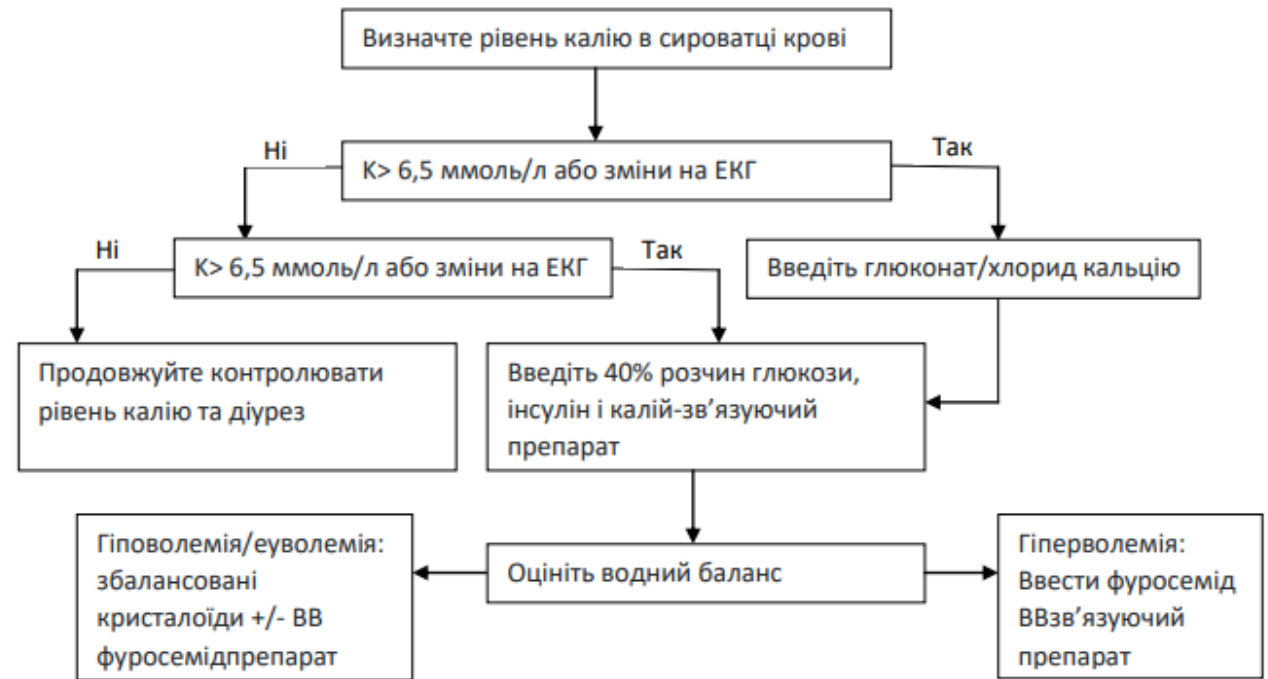 Визначте рівень калію в сироватці крові
Ні
Так
K> 6,5 ммоль/л або зміни на ЕКГ
Ні
Так
K> 6,5 ммоль/л або зміни на ЕКГ
Введіть глюконат/хлорид кальцію
Продовжуйте контролювати
рівень калію та діурез
Введіть 40% розчин глюкози,
інсулін і калій-зв’язуючий
препарат
Гіповолемія/еуволемія:
збалансовані
кристалоїди +/- ВВ
фуросемідпрепарат
Оцініть водний баланс
Гіперволемія:
Ввести фуросемід
ВВзв’язуючий
препарат